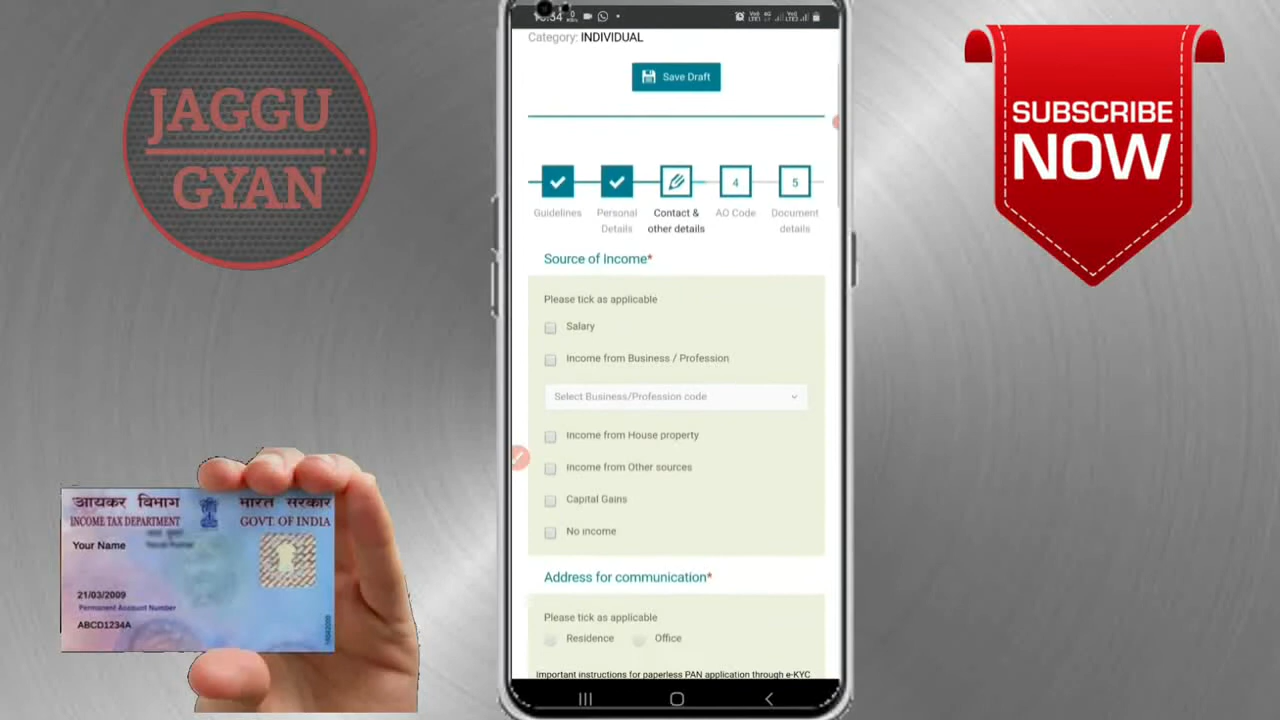 JAGGU
GYAN
SUBSCRIBE
NOW
Category: INDIVIDUAL
Save Draft
4
5
Guidelines
Personal
Details
Contact &
other details
AO Code
Document
details
Source of Income*
Please tick as applicable
Salary
Income from Business / Profession
Select Business/Profession code
Income from House property
Income from Other sources
Capital Gains
No income
Address for communication*
Please tick as applicable
Residence
Office
Important instructions for paperless PAN application through e-KYC
आयकर विभाग
INCOME TAX DEPARTMENT
भारत सरकार
GOVT. OF INDIA
Your Name
21/03/2009
Permanent Account Number
ABCD1234A